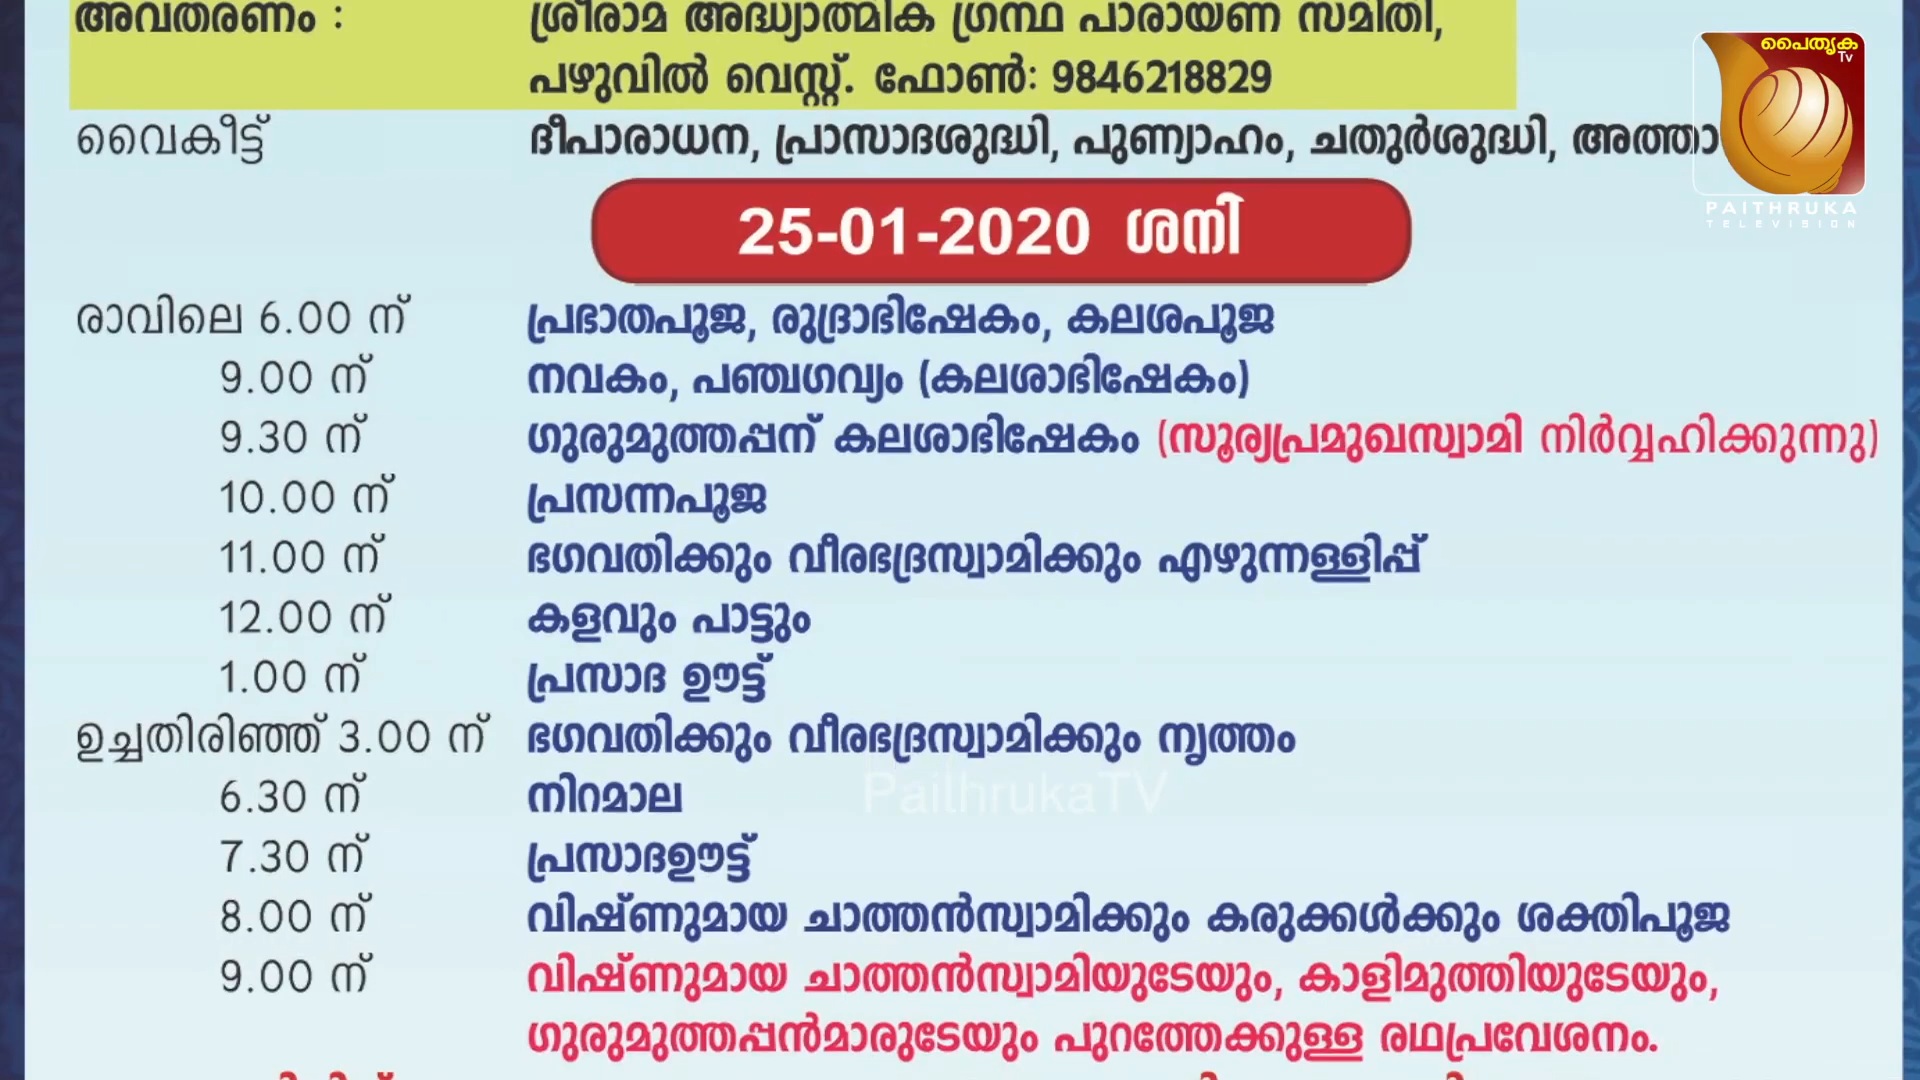 അവതരണം : ശ്രീരാമ അദ്ധ്യാത്മിക ഗ്രന്ഥ പാരായണ സമിതി,
പഴുവിൽ വെസ്റ്റ്. ഫോൺ: 9846218829
വൈകീട്ട് ദീപാരാധന, പ്രാസാദശുദ്ധി, പുണ്യാഹം, ചതുർശുദ്ധി,
പൈതൃക
Tv
PAITHRUKA
TELEVISION
25-01-2020 ശനി
രാവിലെ 6.00 ന് പ്രഭാതപൂജ, രുദ്രാഭിഷേകം, കലശപൂജ
9.00 ന് നവകം, പഞ്ചഗവ്യം (കലശാഭിഷേകം)
9.30 ന് ഗുരുമുത്തപ്പന് കലശാഭിഷേകം (സൂര്യപ്രമുഖസ്വാമി നിർവ്വഹിക്കുന്നു)
10.00 ന് പ്രസന്നപൂജ
11.00 ന് ഭഗവതിക്കും വീരഭദ്രസ്വാമിക്കും എഴുന്നള്ളിപ്പ്
12.00 ന് കളവും പാട്ടും
1.00 ന് പ്രസാദ ഊട്ട്
ഉച്ചതിരിഞ്ഞ് 3.00 ന് ഭഗവതിക്കും വീരഭദ്രസ്വാമിക്കും നൃത്തം
6.30 ന് നിറമാല
PaithrukaTV
7.30 ന് പ്രസാദഊട്ട്
8.00 ന് വിഷ്ണുമായ ചാത്തൻസ്വാമിക്കും കരുക്കൾക്കും ശക്തിപൂജ
9.00 ന് വിഷ്ണുമായ ചാത്തൻസ്വാമിയുടേയും, കാളിമുത്തിയുടേയും,
ഗുരുമുത്തപ്പൻമാരുടേയും പുറത്തേക്കുള്ള രഥപ്രവേശനം.